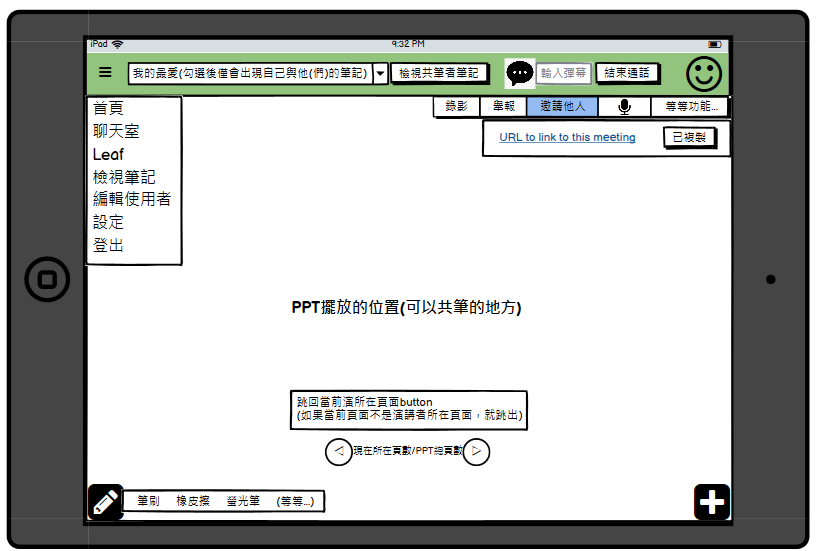 iPad
9:32 PM
我的最愛(勾選後僅會出現自己與他(們)的筆記)
檢視共筆者筆記
輸入彈幕
結束通話
首頁
聊天室
Leaf
檢視筆記
編輯使用者
設定
登出
錄影
舉報
邀請他人
等等功能...
URL to link to this meeting
已複製
PPT擺放的位置(可以共筆的地方)
跳回當前演所在頁面button
(如果當前頁面不是演講者所在頁面，就跳出)
現在所在頁數/PPT總頁數
筆刷 橡皮擦 螢光筆 (等等...)